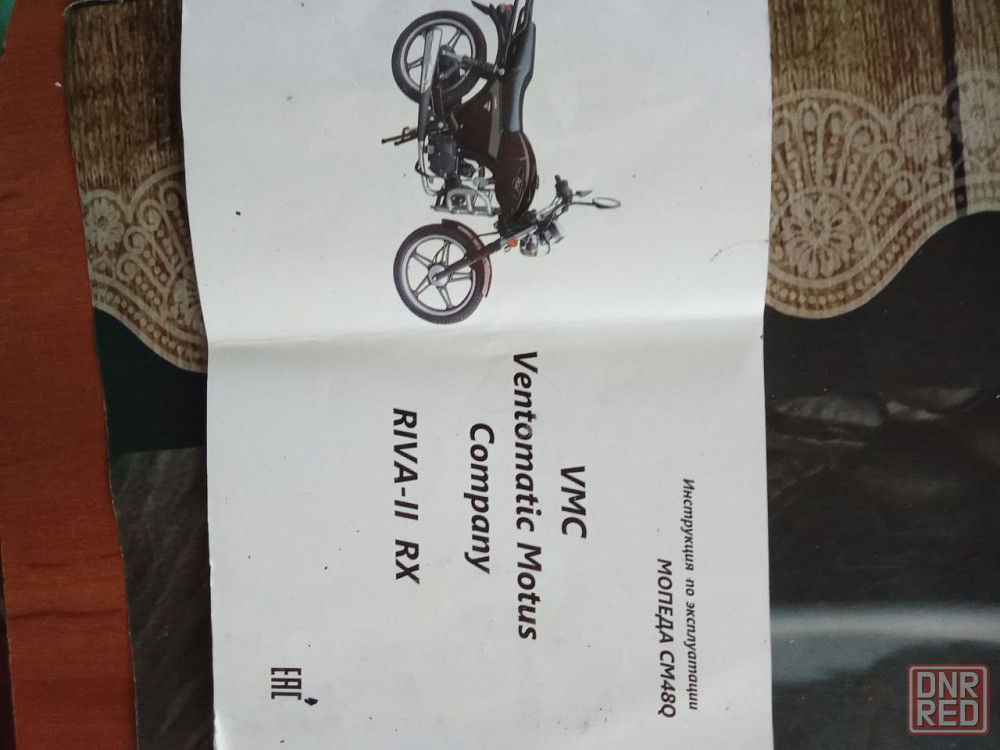 Инструкция по эксплуатации
МОПЕДА CM48Q
VMC
Ventomatic Motus
Company
RIVA-II RX
EAC
DNR
RED